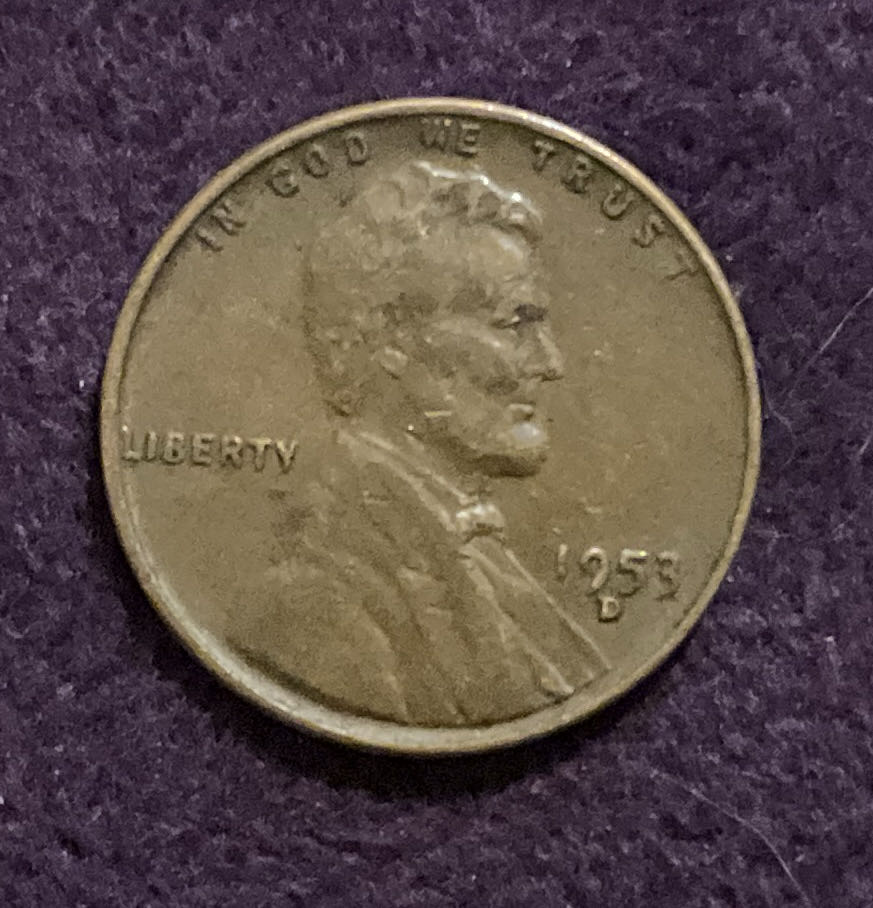 IN GOD WE TRUST
LIBERTY
1953
D